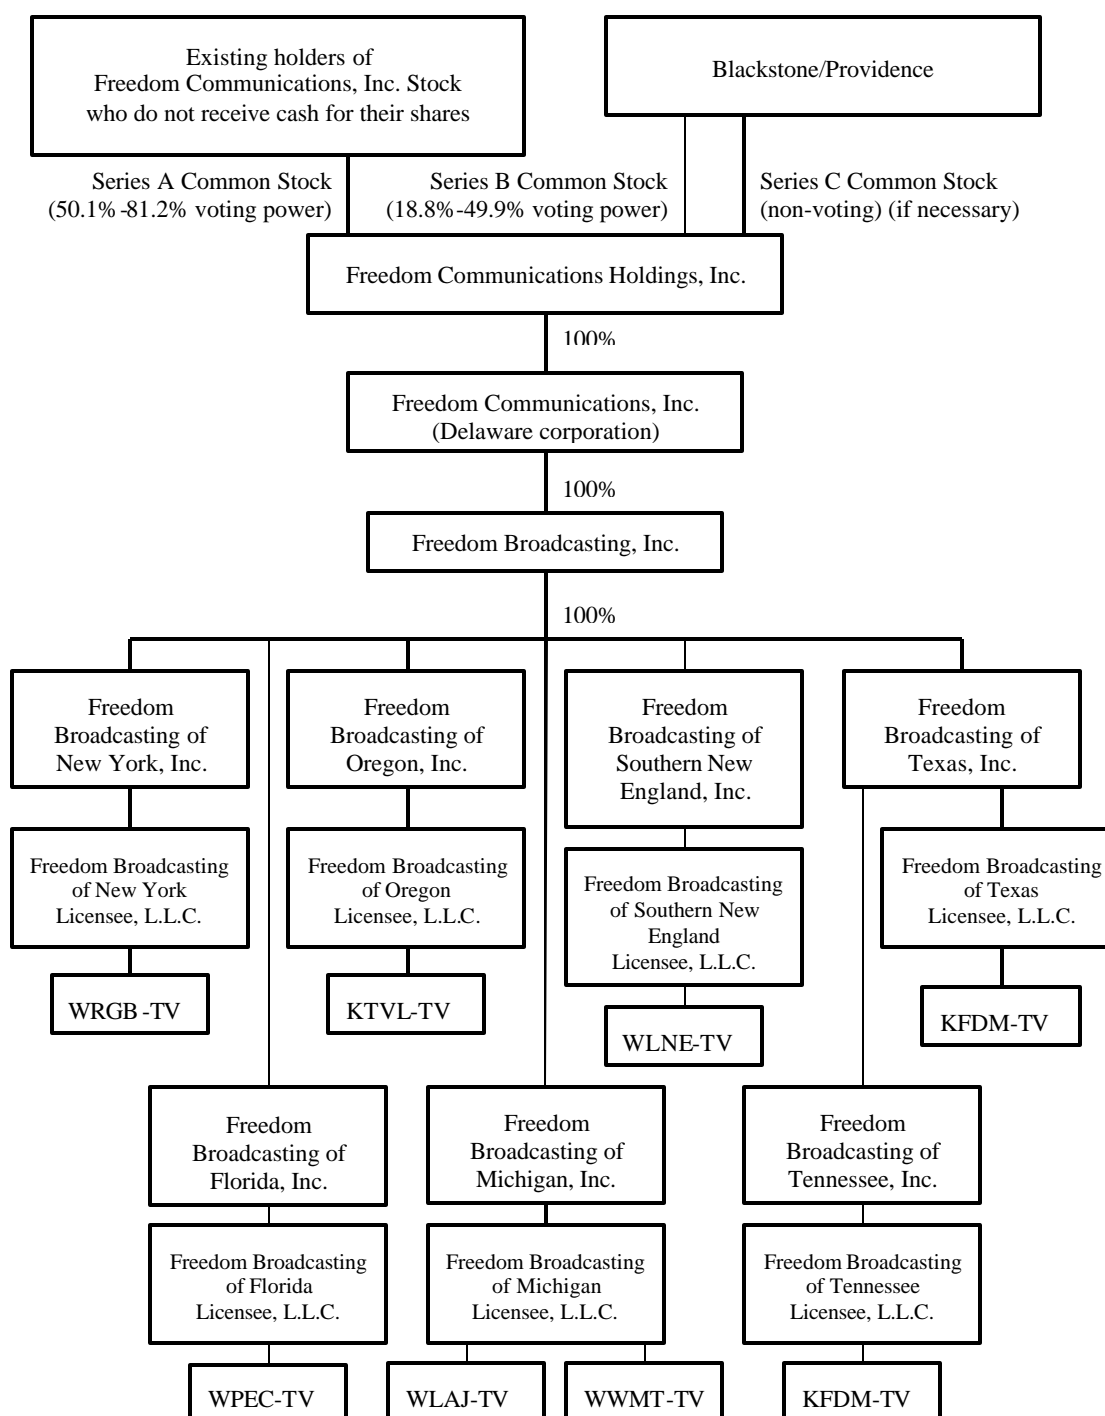 Existing holders of
Freedom Communications, Inc. Stock
who do not receive cash for their shares
Blackstone/Providence
Series A Common Stock
(50.1%-81.2% voting power)
Series B Common Stock
(18.8%-49.9% voting power)
Series C Common Stock
(non-voting) (if necessary)
Freedom Communications Holdings, Inc.
100%
Freedom Communications, Inc.
(Delaware corporation)
100%
Freedom Broadcasting, Inc.
100%
Freedom
Broadcasting of
New York, Inc.
Freedom
Broadcasting of
Oregon, Inc.
Freedom
Broadcasting of
Southern New
England, Inc.
Freedom
Broadcasting of
Texas, Inc.
Freedom Broadcasting
of New York
Licensee, L.L.C.
Freedom Broadcasting
of Oregon
Licensee, L.L.C.
Freedom Broadcasting
of Southern New
England
Licensee, L.L.C.
Freedom Broadcasting
of Texas
Licensee, L.L.C.
WRGB-TV
KTVL-TV
WLNE-TV
KFDM-TV
Freedom
Broadcasting of
Florida, Inc.
Freedom
Broadcasting of
Michigan, Inc.
Freedom
Broadcasting of
Tennessee, Inc.
Freedom Broadcasting
of Florida
Licensee, L.L.C.
Freedom Broadcasting
of Michigan
Licensee, L.L.C.
Freedom Broadcasting
of Tennessee
Licensee, L.L.C.
WPEC-TV
WLAJ-TV
WWMT-TV
KFDM-TV